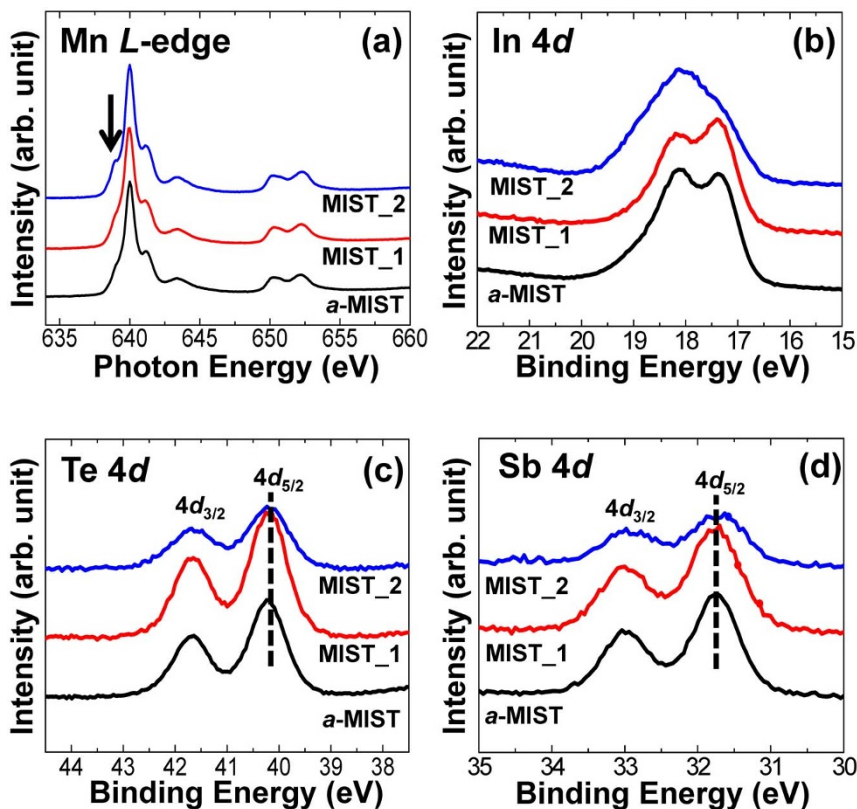 Mn L-edge (a)
Intensity (arb. unit)
MIST_2
MIST_1
a-MIST
635 640 645 650 655 660
Photon Energy (eV)
In 4d (b)
Intensity (arb. unit)
MIST_2
MIST_1
a-MIST
22 21 20 19 18 17 16 15
Binding Energy (eV)
Te 4d (c)
Intensity (arb. unit)
4d3/2
4d5/2
MIST_2
MIST_1
a-MIST
44 43 42 41 40 39 38
Binding Energy (eV)
Sb 4d (d)
Intensity (arb. unit)
4d3/2
4d5/2
MIST_2
MIST_1
a-MIST
35 34 33 32 31 30
Binding Energy (eV)